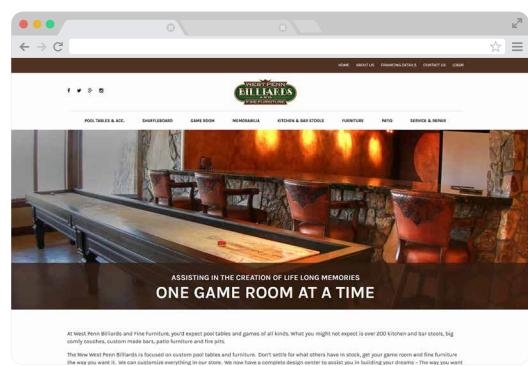 HOME ABOUT US FINANCING DETAILS CONTACT US LOGIN
WEST PENN
BILLIARDS
AND
FINE FURNITURE
POOL TABLES & ACC. SHUFFLEBOARD GAME ROOM MEMORABILIA KITCHEN & BAR STOOLS FURNITURE PATIO SERVICE & REPAIR
ASSISTING IN THE CREATION OF LIFE LONG MEMORIES
ONE GAME ROOM AT A TIME
At West Penn Billiards and Fine Furniture, you'd expect pool tables and games of all kinds. What you might not expect is over 200 kitchen and bar stools, big
comfy couches, custom made bars, patio furniture and fire pits.
The New West Penn Billiards is focused on custom pool tables and furniture. Don't settle for what others have in stock, get your game room and fine furniture
the way you want it. We can customize everything in our store. We now have a complete design center to assist you in building your dreams - The way you want